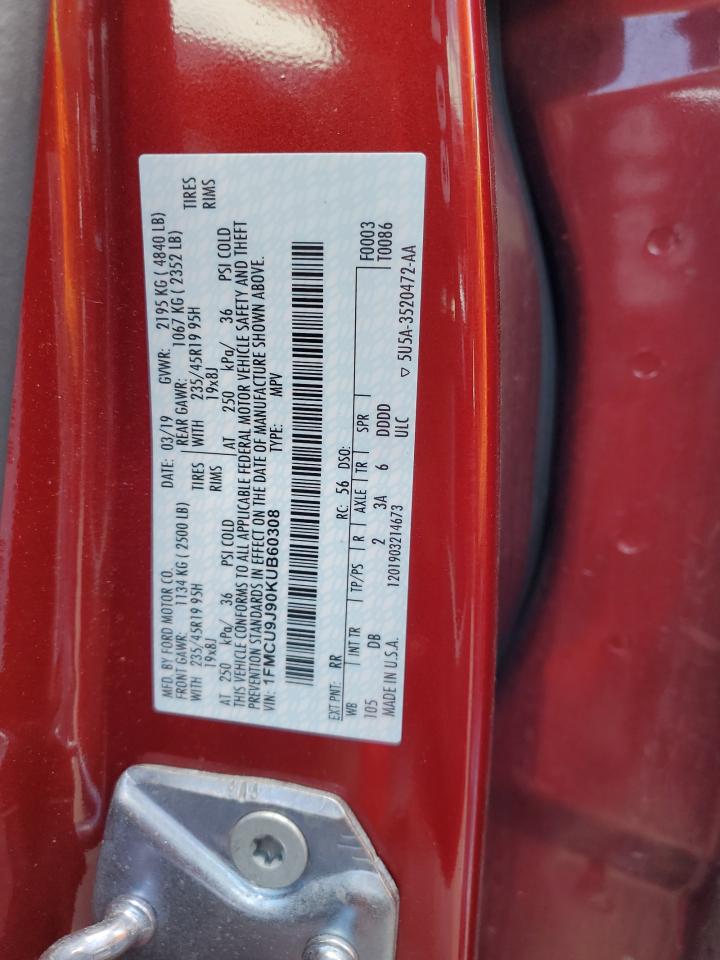 MFD. BY FORD MOTOR CO.
DATE: 03/19 GVWR: 2195 KG ( 4840 LB)
FRONT GAWR: 1134 KG ( 2500 LB)
REAR GAWR: 1067 KG ( 2352 LB)
WITH 235/45R19 95H TIRES
WITH 235/45R19 95H TIRES
19x8J RIMS
19x8J RIMS
AT 250 kPa/ 36 PSI COLD
AT 250 kPa/ 36 PSI COLD
THIS VEHICLE CONFORMS TO ALL APPLICABLE FEDERAL MOTOR VEHICLE SAFETY AND THEFT
PREVENTION STANDARDS IN EFFECT ON THE DATE OF MANUFACTURE SHOWN ABOVE.
VIN: 1FMCU9J90KUB60308 TYPE: MPV
EXT PNT: RR RC: 56 DSO:
WB INT TR TP/PS R AXLE TR SPR F0003
105 DB 2 3A 6 DDDD T0086
MADE IN U.S.A. 1201903214673 ULC ▽ 5U5A-3520472-AA